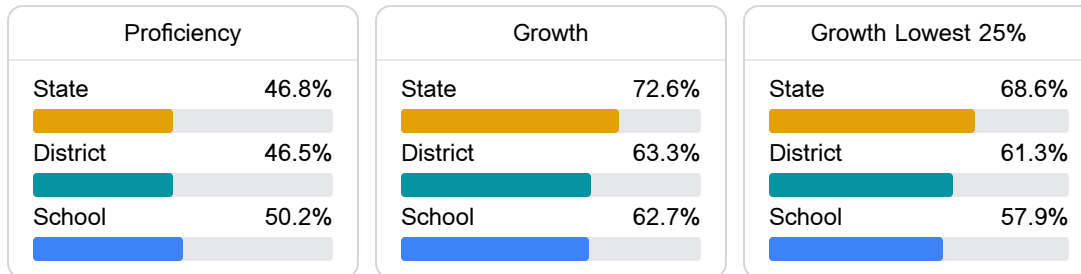 Proficiency
State 46.8%
District 46.5%
School 50.2%
Growth
State 72.6%
District 63.3%
School 62.7%
Growth Lowest 25%
State 68.6%
District 61.3%
School 57.9%